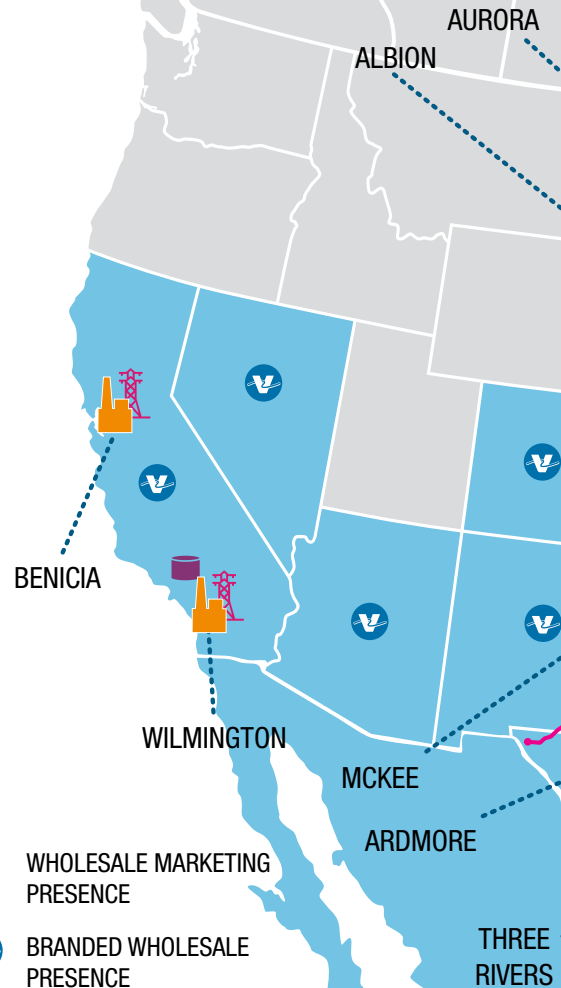 AURORA
ALBION
BENICIA
WILMINGTON
MCKEE
ARDMORE
WHOLESALE MARKETING
PRESENCE
BRANDED WHOLESALE
PRESENCE
THREE
RIVERS